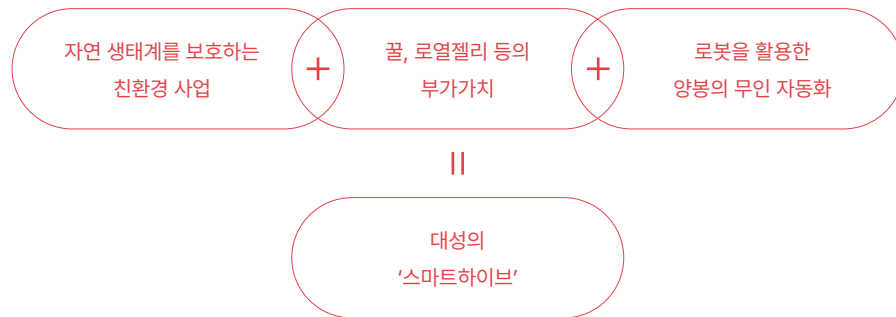 자연 생태계를 보호하는
친환경 사업
+
꿀, 로열젤리 등의
부가가치
+
로봇을 활용한
양봉의 무인 자동화
=
대성의
‘스마트하이브’